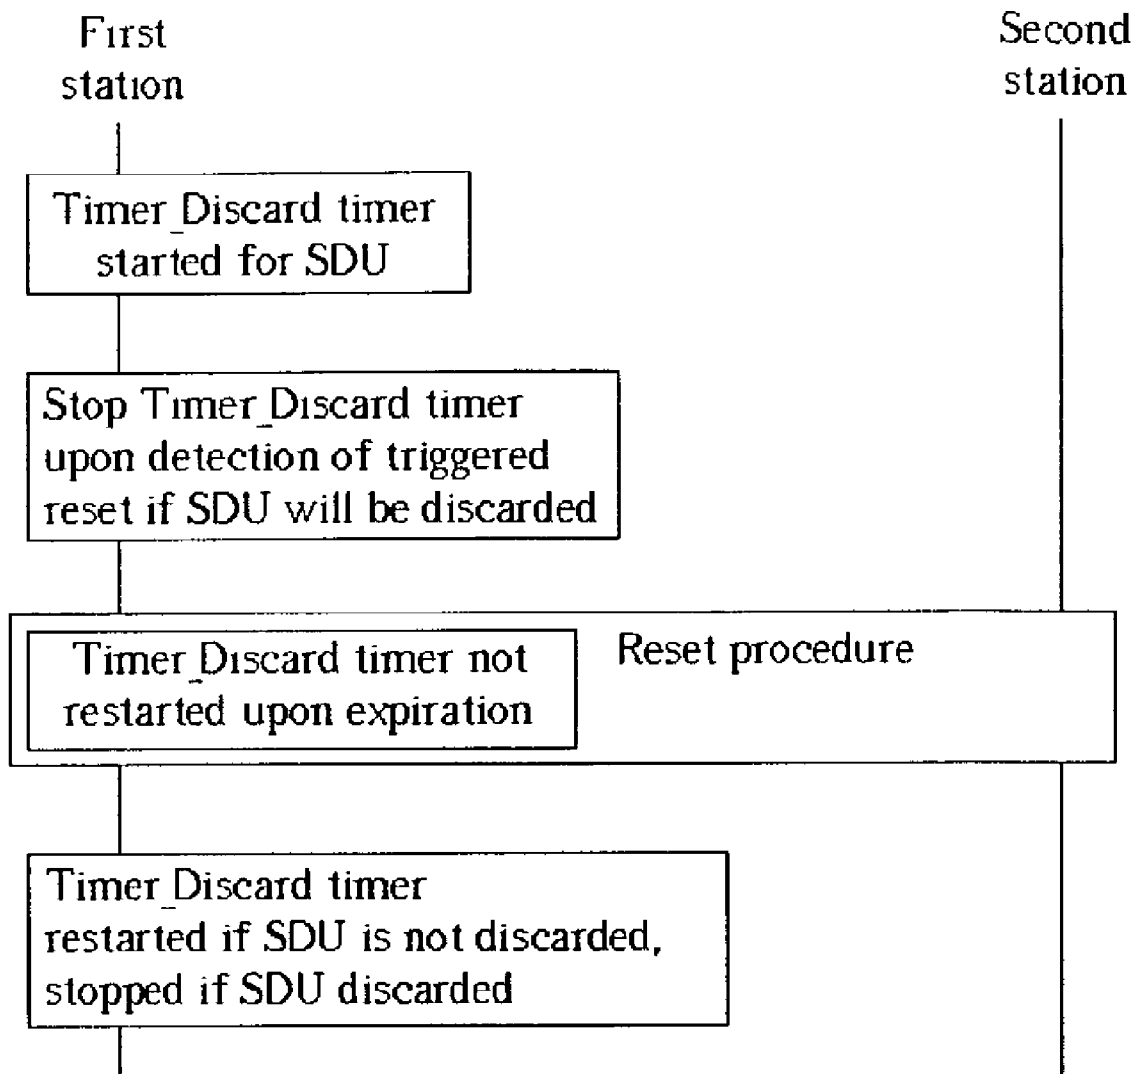 First
station
Second
station
Timer_Discard timer
started for SDU
Stop Timer_Discard timer
upon detection of triggered
reset if SDU will be discarded
Timer_Discard timer not
restarted upon expiration
Reset procedure
Timer_Discard timer
restarted if SDU is not discarded,
stopped if SDU discarded